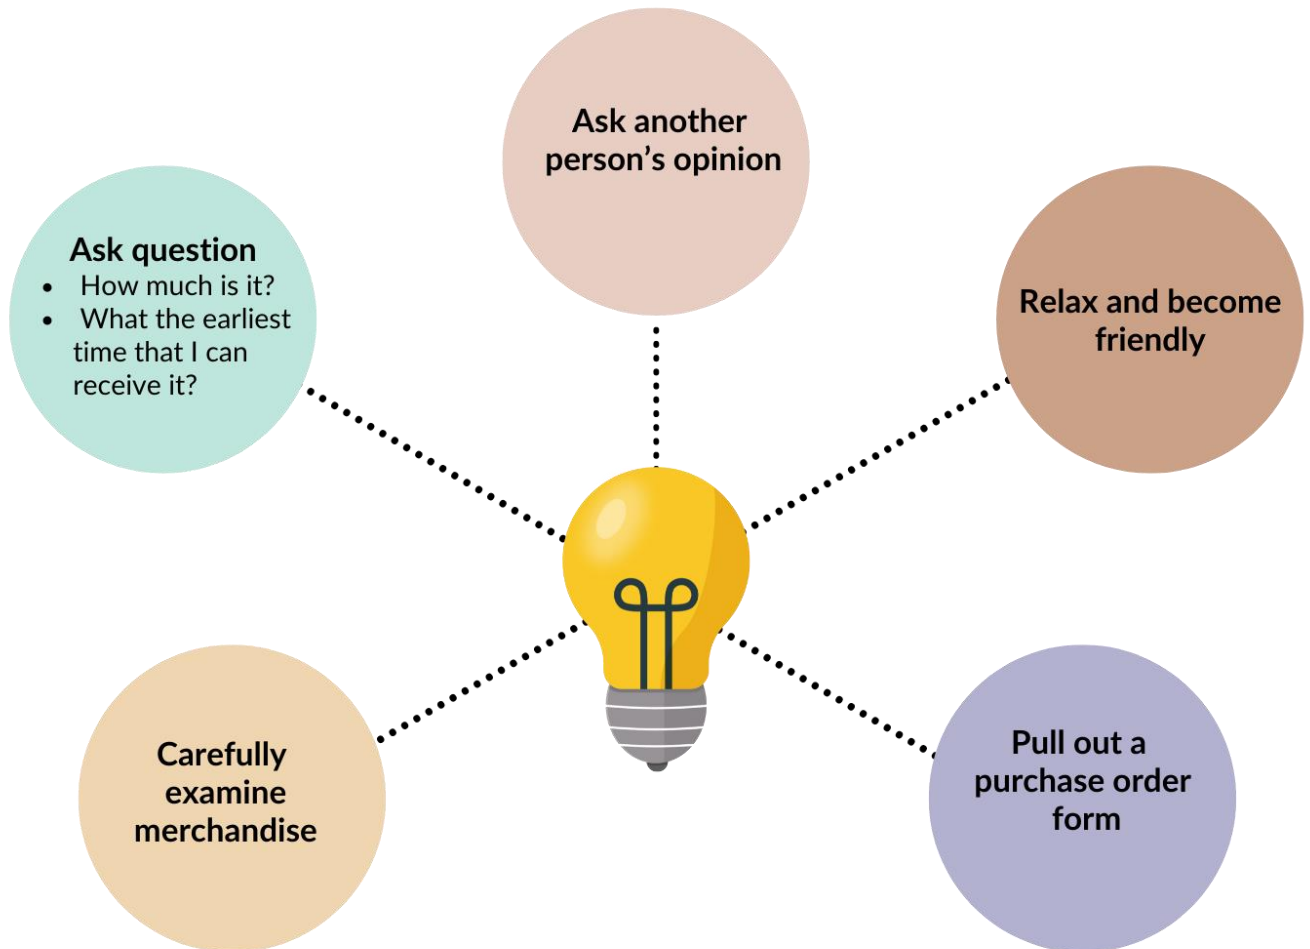 Ask another
person’s opinion
Ask question
• How much is it?
• What the earliest
time that I can
receive it?
Relax and become
friendly
Carefully
examine
merchandise
Pull out a
purchase order
form